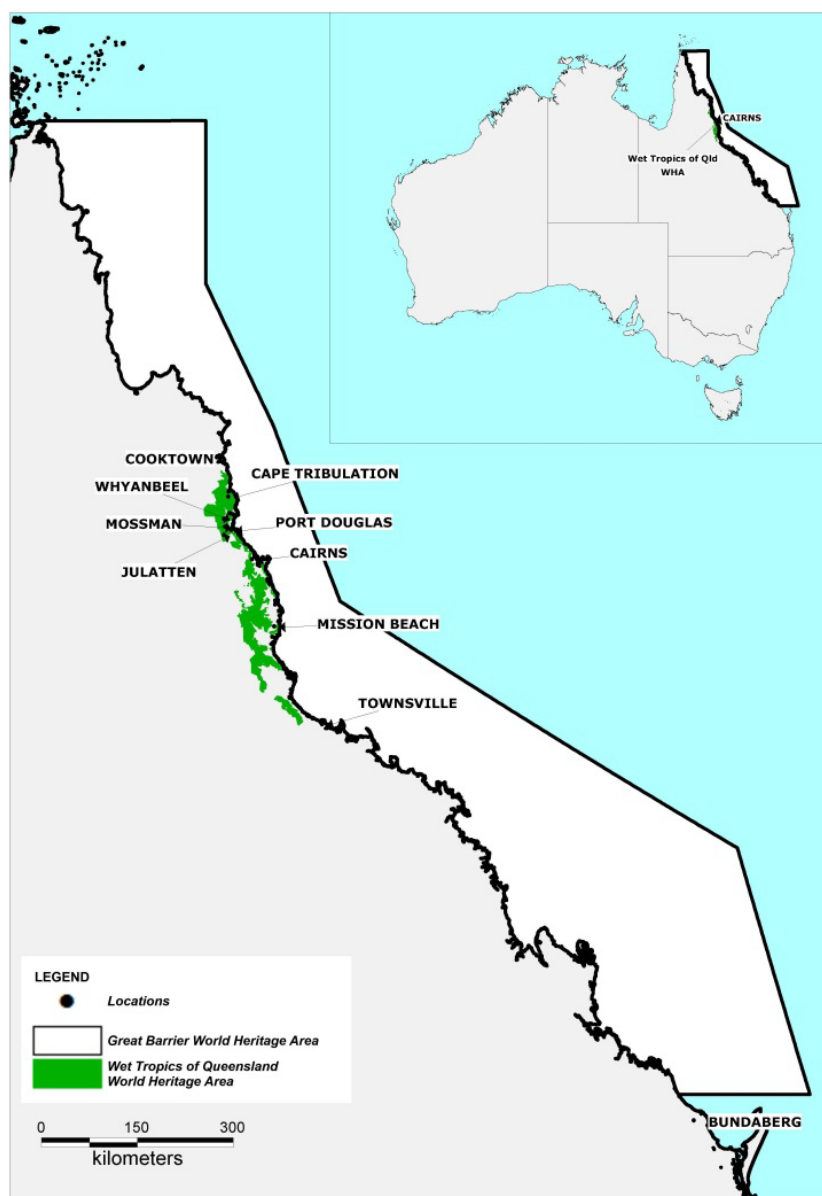 CAIRNS
Wet Tropics of Qld
WHA
COOKTOWN
CAPE TRIBULATION
WHYANBEEL
PORT DOUGLAS
MOSSMAN
CAIRNS
JULATTEN
MISSION BEACH
TOWNSVILLE
LEGEND
Locations
Great Barrier World Heritage Area
Wet Tropics of Queensland
World Heritage Area
0 150 300
kilometers
BUNDABERG